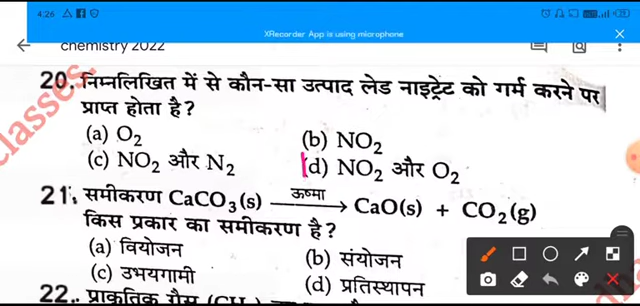 4:26
XRecorder App is using microphone
chemistry 2022
20. निम्नलिखित में से कौन-सा उत्पाद लेड नाइट्रेट को गर्म करने पर
प्राप्त होता है?
(a) O₂
(b) NO₂
(c) NO₂ और N₂
(d) NO₂ और O₂
21. समीकरण CaCO₃(s) ऊष्मा⟶ CaO(s) + CO₂(g)
किस प्रकार का समीकरण है?
(a) वियोजन
(b) संयोजन
(c) उभयगामी
(d) प्रतिस्थापन
22. प्राकृतिक गैस
classes.